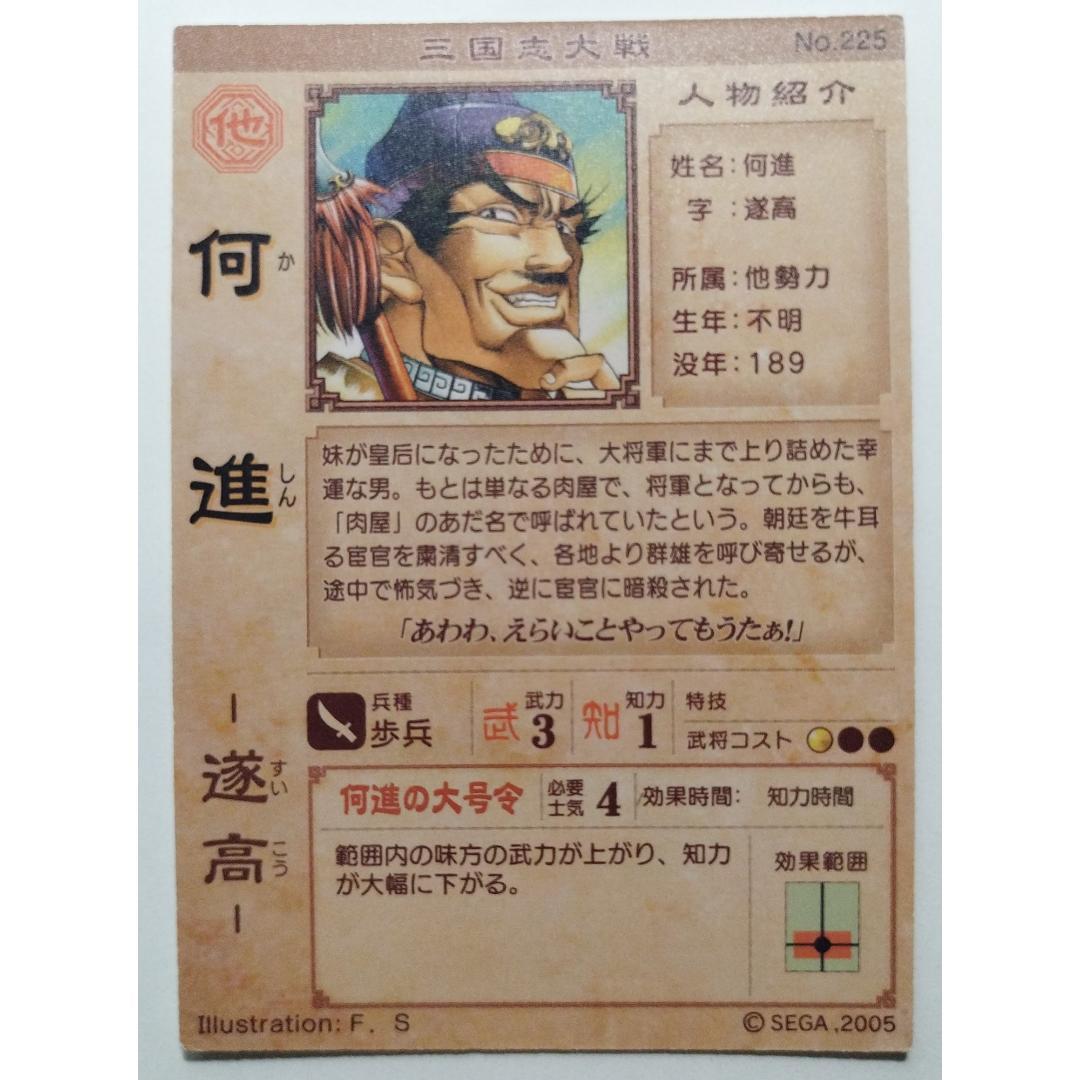 三国志大戦
No.225
他
何進
かしん
遂高
すいこう
人物紹介
姓名:何進
字:遂高
所属:他勢力
生年:不明
没年:189
妹が皇后になったために、大将軍にまで上り詰めた幸
運な男。もとは単なる肉屋で、将軍となってからも、
「肉屋」のあだ名で呼ばれていたという。朝廷を牛耳
る宦官を粛清すべく、各地より群雄を呼び寄せるが、
途中で怖気づき、逆に宦官に暗殺された。
「あわわ、えらいことやってもうたぁ!」
兵種
歩兵
武 武力 3
知 知力 1
特技
武将コスト
何進の大号令
必要士気 4
効果時間: 知力時間
範囲内の味方の武力が上がり、知力
が大幅に下がる。
効果範囲
Illustration: F. S
© SEGA ,2005